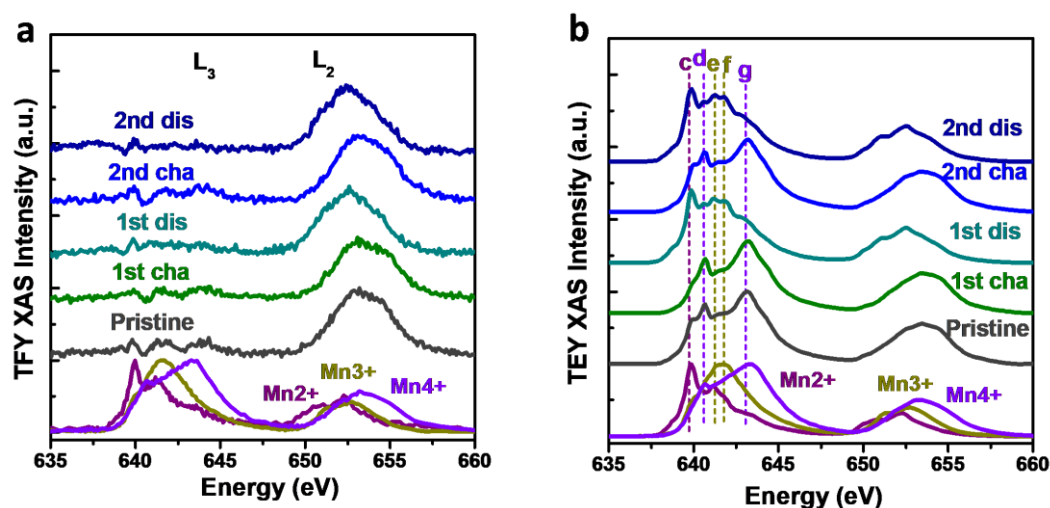 a
L3
L2
2nd dis
2nd cha
1st dis
1st cha
Pristine
Mn2+
Mn3+
Mn4+
635 640 645 650 655 660
Energy (eV)
TFY XAS Intensity (a.u.)
b
c d e f g
2nd dis
2nd cha
1st dis
1st cha
Pristine
Mn2+
Mn3+
Mn4+
635 640 645 650 655 660
Energy (eV)
TEY XAS Intensity (a.u.)